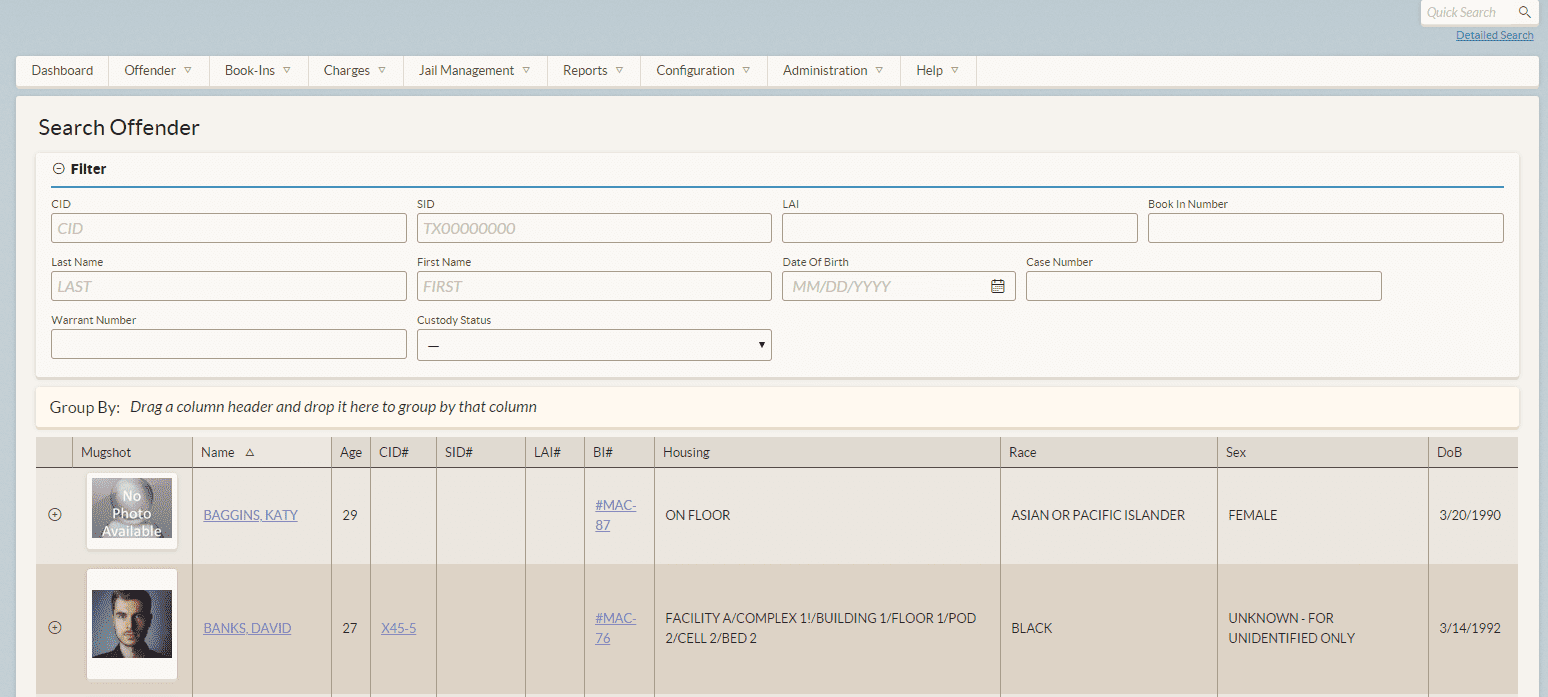 Quick Search
Detailed Search
Dashboard Offender Book-Ins Charges Jail Management Reports Configuration Administration Help
Search Offender
Filter
CID SID LAI Book In Number
CID TX00000000
Last Name First Name Date Of Birth Case Number
LAST FIRST MM/DD/YYYY
Warrant Number Custody Status
—
Group By: Drag a column header and drop it here to group by that column
Mugshot Name Age CID# SID# LAI# BI# Housing Race Sex DoB
No
Photo
Available
BAGGINS, KATY 29 #MAC-
87 ON FLOOR ASIAN OR PACIFIC ISLANDER FEMALE 3/20/1990
BANKS, DAVID 27 X45-5 #MAC-
76 FACILITY A/COMPLEX 1!/BUILDING 1/FLOOR 1/POD
2/CELL 2/BED 2 BLACK UNKNOWN - FOR
UNIDENTIFIED ONLY 3/14/1992